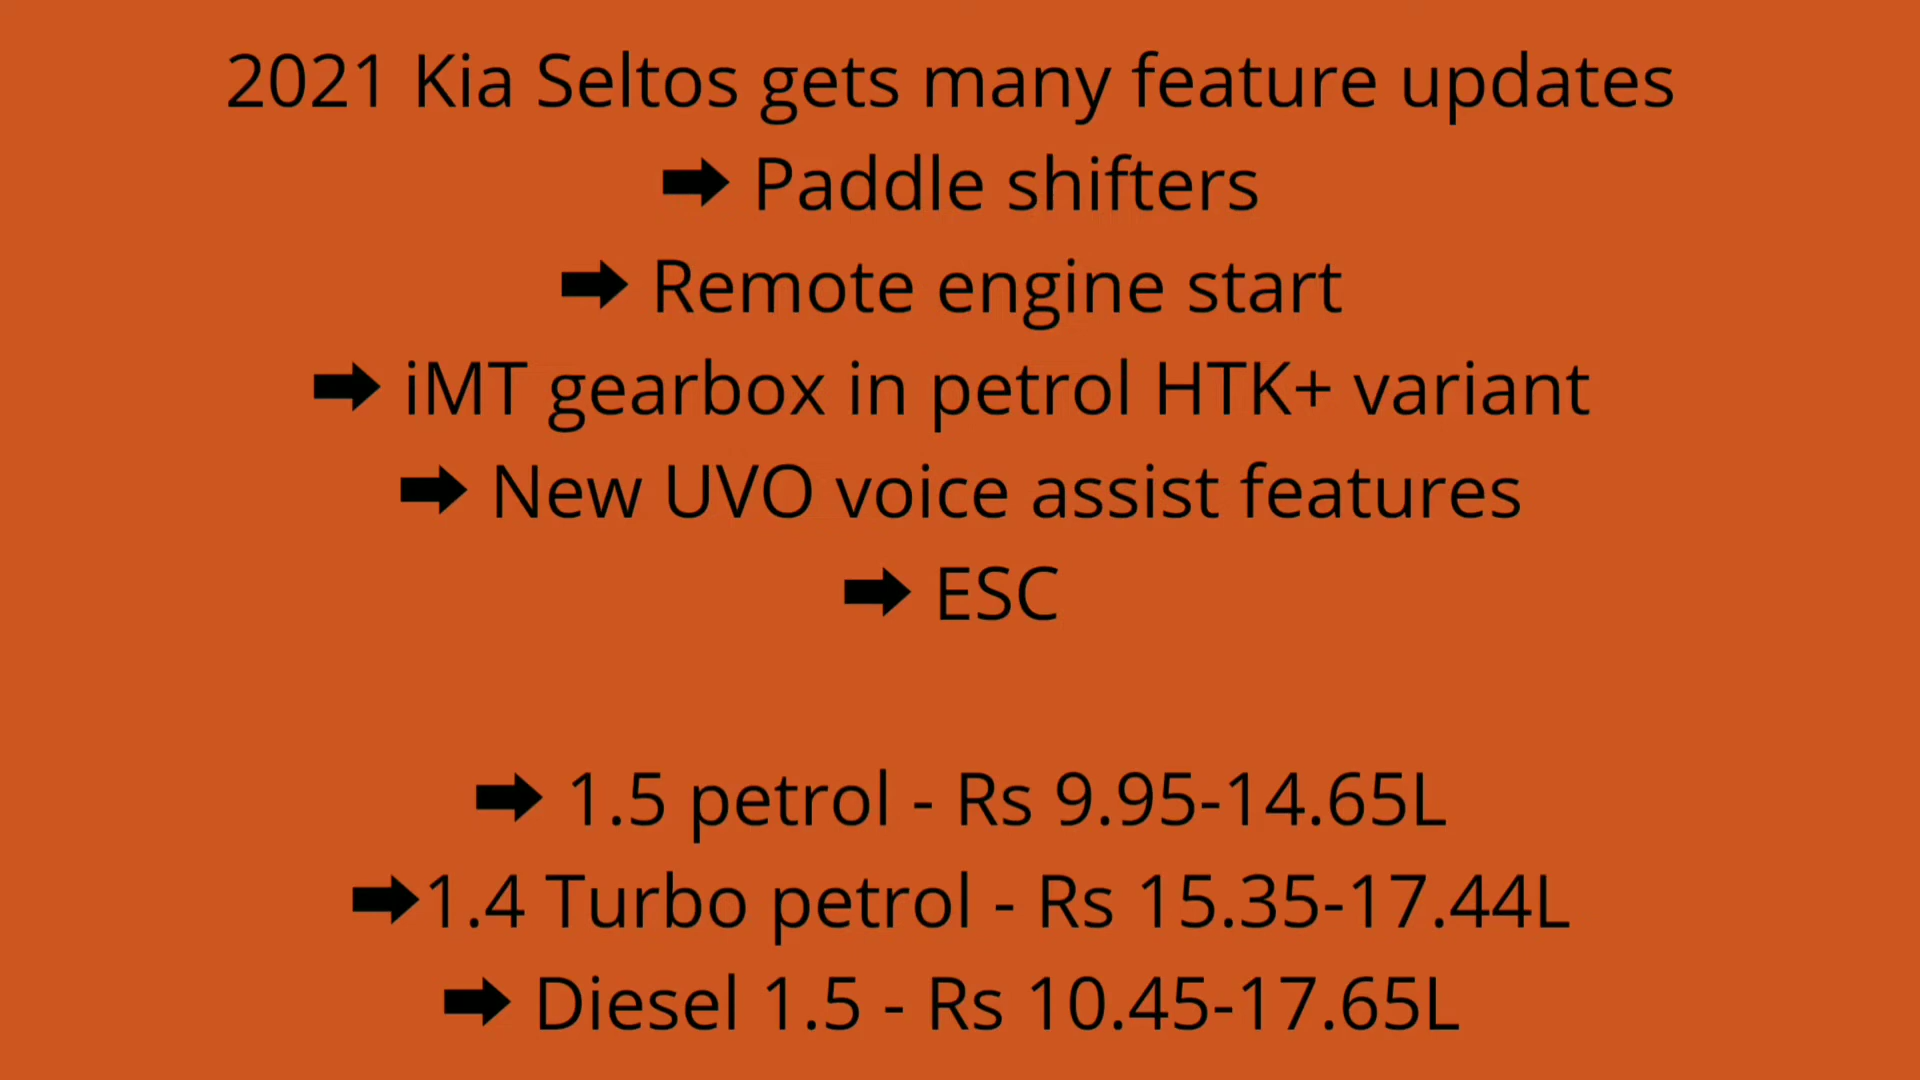 2021 Kia Seltos gets many feature updates
➡ Paddle shifters
➡ Remote engine start
➡ iMT gearbox in petrol HTK+ variant
➡ New UVO voice assist features
➡ ESC
➡ 1.5 petrol - Rs 9.95-14.65L
➡1.4 Turbo petrol - Rs 15.35-17.44L
➡ Diesel 1.5 - Rs 10.45-17.65L